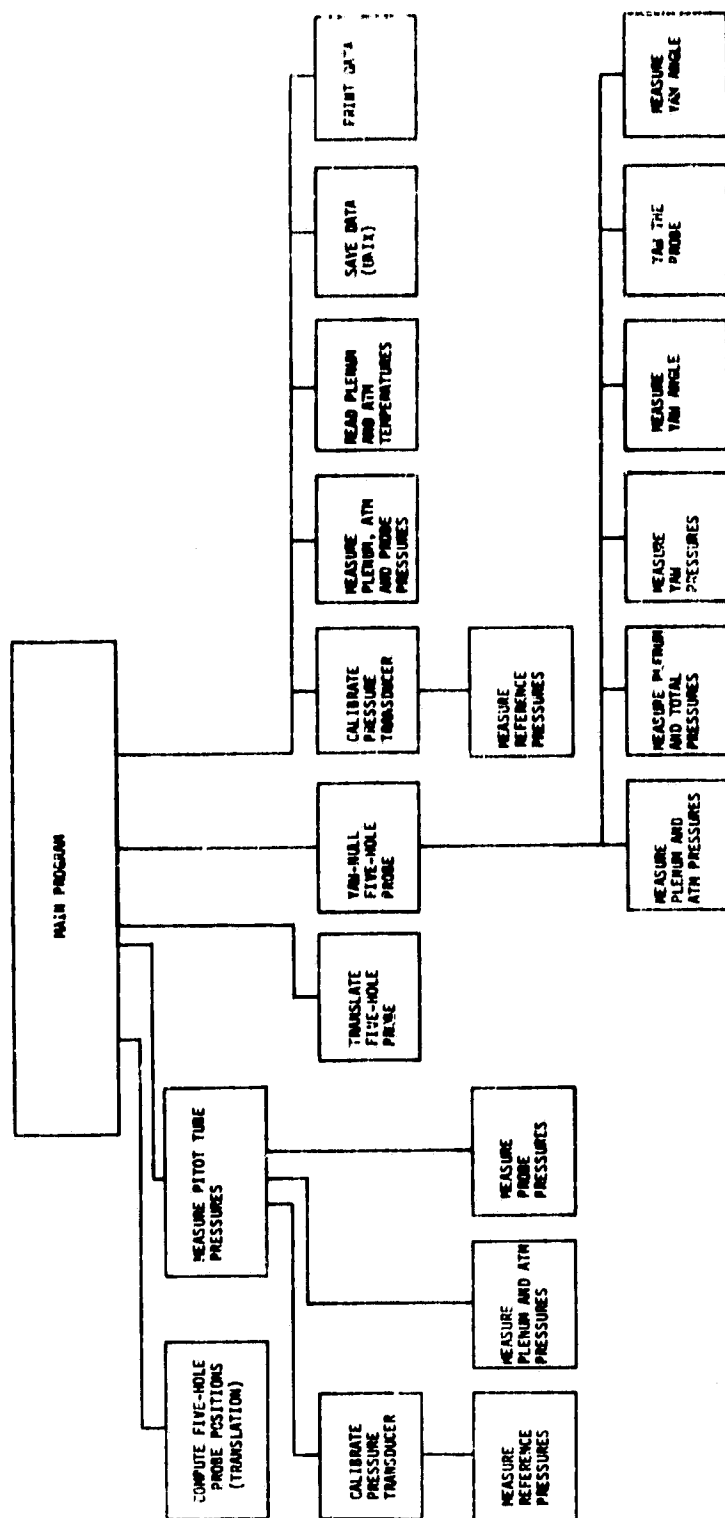 MAIN PROGRAM
COMPUTE FIVE-HOLE
PROBE POSITIONS
(TRANSLATION)
MEASURE PITOT TUBE
PRESSURES
CALIBRATE
PRESSURE
TRANSDUCER
TRANSLATE
FIVE-HOLE
PROBE
YAW-NULL
FIVE-HOLE
PROBE
CALIBRATE
PRESSURE
TRANSDUCER
MEASURE
PLENUM, ATM
AND PROBE
PRESSURES
READ PLENUM
AND ATM
TEMPERATURES
SAVE DATA
(UNIX)
PRINT DATA
MEASURE
REFERENCE
PRESSURES
MEASURE
PLENUM AND ATM
PRESSURES
MEASURE
PROBE
PRESSURES
MEASURE
REFERENCE
PRESSURES
MEASURE
PLENUM AND
ATM PRESSURES
MEASURE PLENUM
AND TOTAL
PRESSURES
MEASURE
YAW
PRESSURES
MEASURE
YAW ANGLE
YAW THE
PROBE
MEASURE
YAW ANGLE